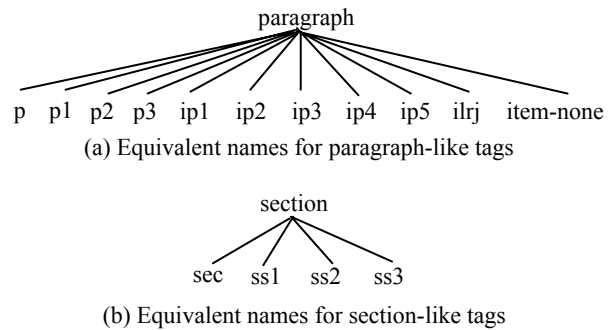 paragraph
p p1 p2 p3 ip1 ip2 ip3 ip4 ip5 ilrj item-none
(a) Equivalent names for paragraph-like tags
section
sec ss1 ss2 ss3
(b) Equivalent names for section-like tags